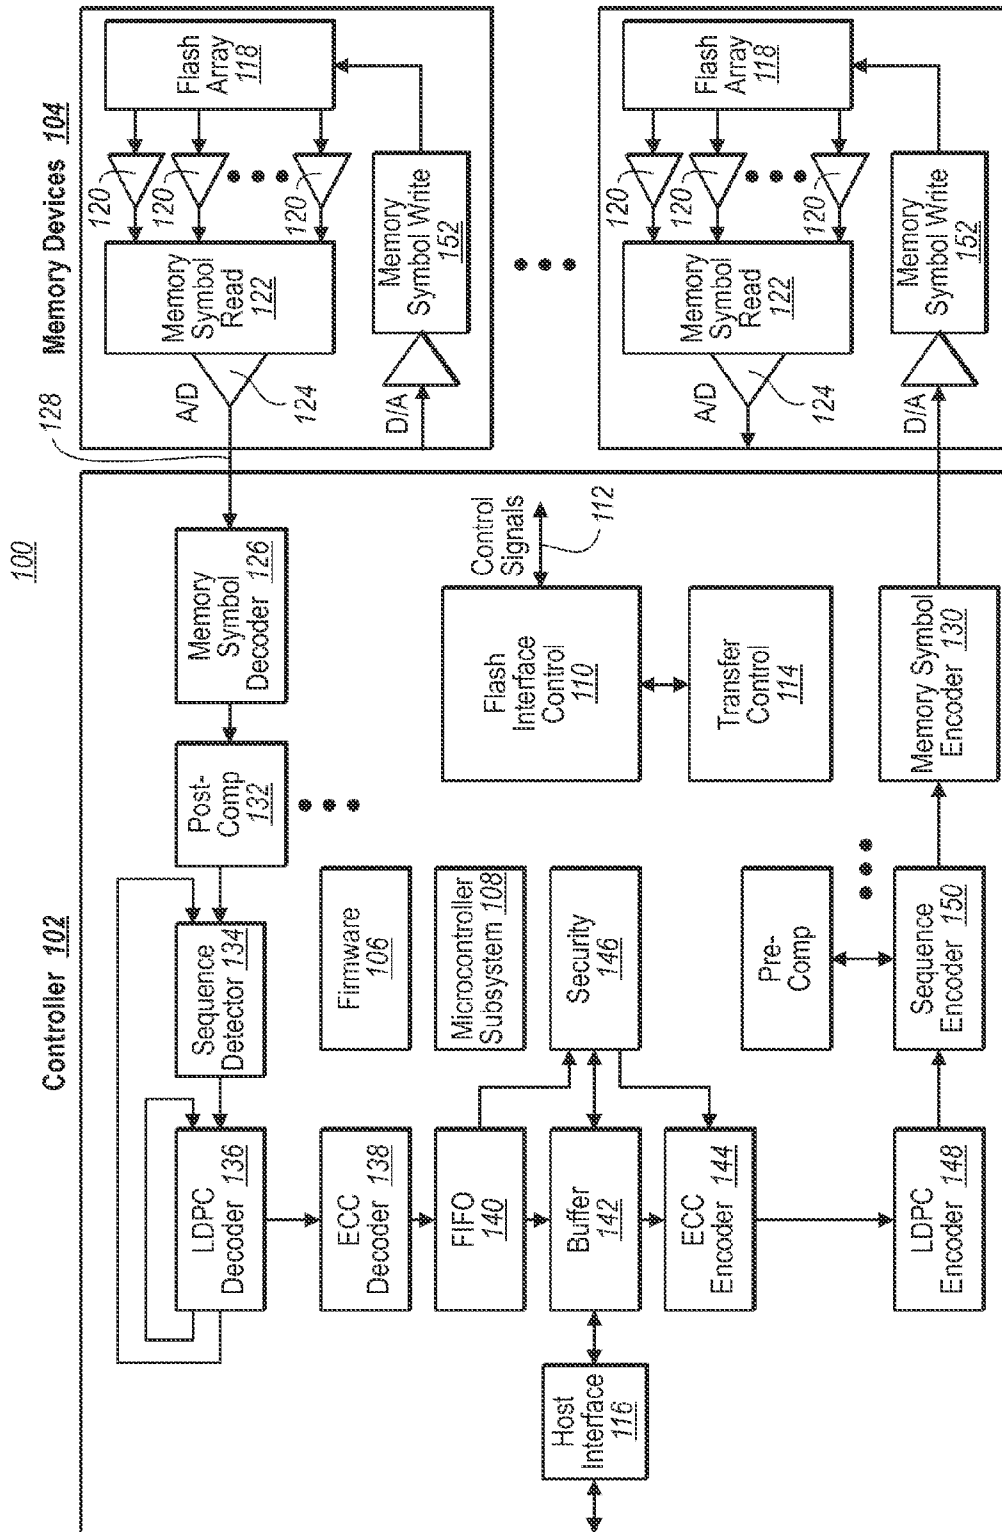 100
Controller 102
Memory Devices 104
128
LDPC
Decoder 136
Sequence
Detector 134
Post-
Comp
132
Memory
Symbol
Decoder 126
A/D
124
Memory
Symbol
Read
122
120
120
120
Flash
Array
118
D/A
Memory
Symbol Write
152
ECC
Decoder 138
Firmware
106
FIFO
140
Microcontroller
Subsystem 108
Flash
Interface
Control
110
Control
Signals
112
Host
Interface
116
Buffer
142
Security
146
ECC
Encoder 144
Transfer
Control
114
Pre-
Comp
LDPC
Encoder 148
Sequence
Encoder 150
Memory Symbol
Encoder 130
A/D
124
Memory
Symbol
Read
122
120
120
120
Flash
Array
118
D/A
Memory
Symbol Write
152